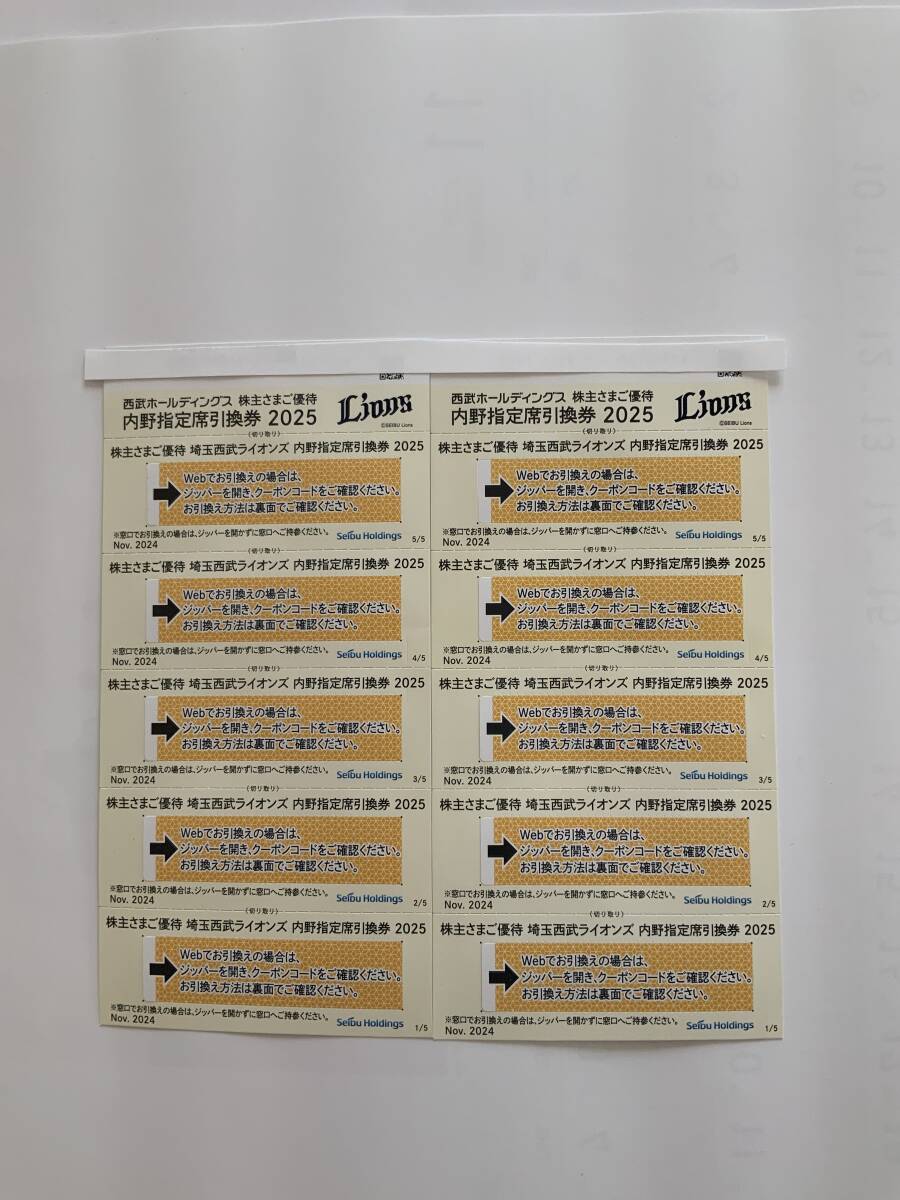 西武ホールディングス 株主さまご優待
内野指定席引換券 2025
Lions
©SEIBU Lions
（切り取り）
株主さまご優待 埼玉西武ライオンズ 内野指定席引換券 2025
Webでお引換えの場合は、
ジッパーを開き、クーポンコードをご確認ください。
お引換え方法は裏面でご確認ください。
※窓口でお引換えの場合は、ジッパーを開かずに窓口へご持参ください。
Nov. 2024
Seibu Holdings
5/5
（切り取り）
株主さまご優待 埼玉西武ライオンズ 内野指定席引換券 2025
Webでお引換えの場合は、
ジッパーを開き、クーポンコードをご確認ください。
お引換え方法は裏面でご確認ください。
※窓口でお引換えの場合は、ジッパーを開かずに窓口へご持参ください。
Nov. 2024
Seibu Holdings
4/5
（切り取り）
株主さまご優待 埼玉西武ライオンズ 内野指定席引換券 2025
Webでお引換えの場合は、
ジッパーを開き、クーポンコードをご確認ください。
お引換え方法は裏面でご確認ください。
※窓口でお引換えの場合は、ジッパーを開かずに窓口へご持参ください。
Nov. 2024
Seibu Holdings
3/5
（切り取り）
株主さまご優待 埼玉西武ライオンズ 内野指定席引換券 2025
Webでお引換えの場合は、
ジッパーを開き、クーポンコードをご確認ください。
お引換え方法は裏面でご確認ください。
※窓口でお引換えの場合は、ジッパーを開かずに窓口へご持参ください。
Nov. 2024
Seibu Holdings
2/5
（切り取り）
株主さまご優待 埼玉西武ライオンズ 内野指定席引換券 2025
Webでお引換えの場合は、
ジッパーを開き、クーポンコードをご確認ください。
お引換え方法は裏面でご確認ください。
※窓口でお引換えの場合は、ジッパーを開かずに窓口へご持参ください。
Nov. 2024
Seibu Holdings
1/5
西武ホールディングス 株主さまご優待
内野指定席引換券 2025
Lions
©SEIBU Lions
（切り取り）
株主さまご優待 埼玉西武ライオンズ 内野指定席引換券 2025
Webでお引換えの場合は、
ジッパーを開き、クーポンコードをご確認ください。
お引換え方法は裏面でご確認ください。
※窓口でお引換えの場合は、ジッパーを開かずに窓口へご持参ください。
Nov. 2024
Seibu Holdings
5/5
（切り取り）
株主さまご優待 埼玉西武ライオンズ 内野指定席引換券 2025
Webでお引換えの場合は、
ジッパーを開き、クーポンコードをご確認ください。
お引換え方法は裏面でご確認ください。
※窓口でお引換えの場合は、ジッパーを開かずに窓口へご持参ください。
Nov. 2024
Seibu Holdings
4/5
（切り取り）
株主さまご優待 埼玉西武ライオンズ 内野指定席引換券 2025
Webでお引換えの場合は、
ジッパーを開き、クーポンコードをご確認ください。
お引換え方法は裏面でご確認ください。
※窓口でお引換えの場合は、ジッパーを開かずに窓口へご持参ください。
Nov. 2024
Seibu Holdings
3/5
（切り取り）
株主さまご優待 埼玉西武ライオンズ 内野指定席引換券 2025
Webでお引換えの場合は、
ジッパーを開き、クーポンコードをご確認ください。
お引換え方法は裏面でご確認ください。
※窓口でお引換えの場合は、ジッパーを開かずに窓口へご持参ください。
Nov. 2024
Seibu Holdings
2/5
（切り取り）
株主さまご優待 埼玉西武ライオンズ 内野指定席引換券 2025
Webでお引換えの場合は、
ジッパーを開き、クーポンコードをご確認ください。
お引換え方法は裏面でご確認ください。
※窓口でお引換えの場合は、ジッパーを開かずに窓口へご持参ください。
Nov. 2024
Seibu Holdings
1/5